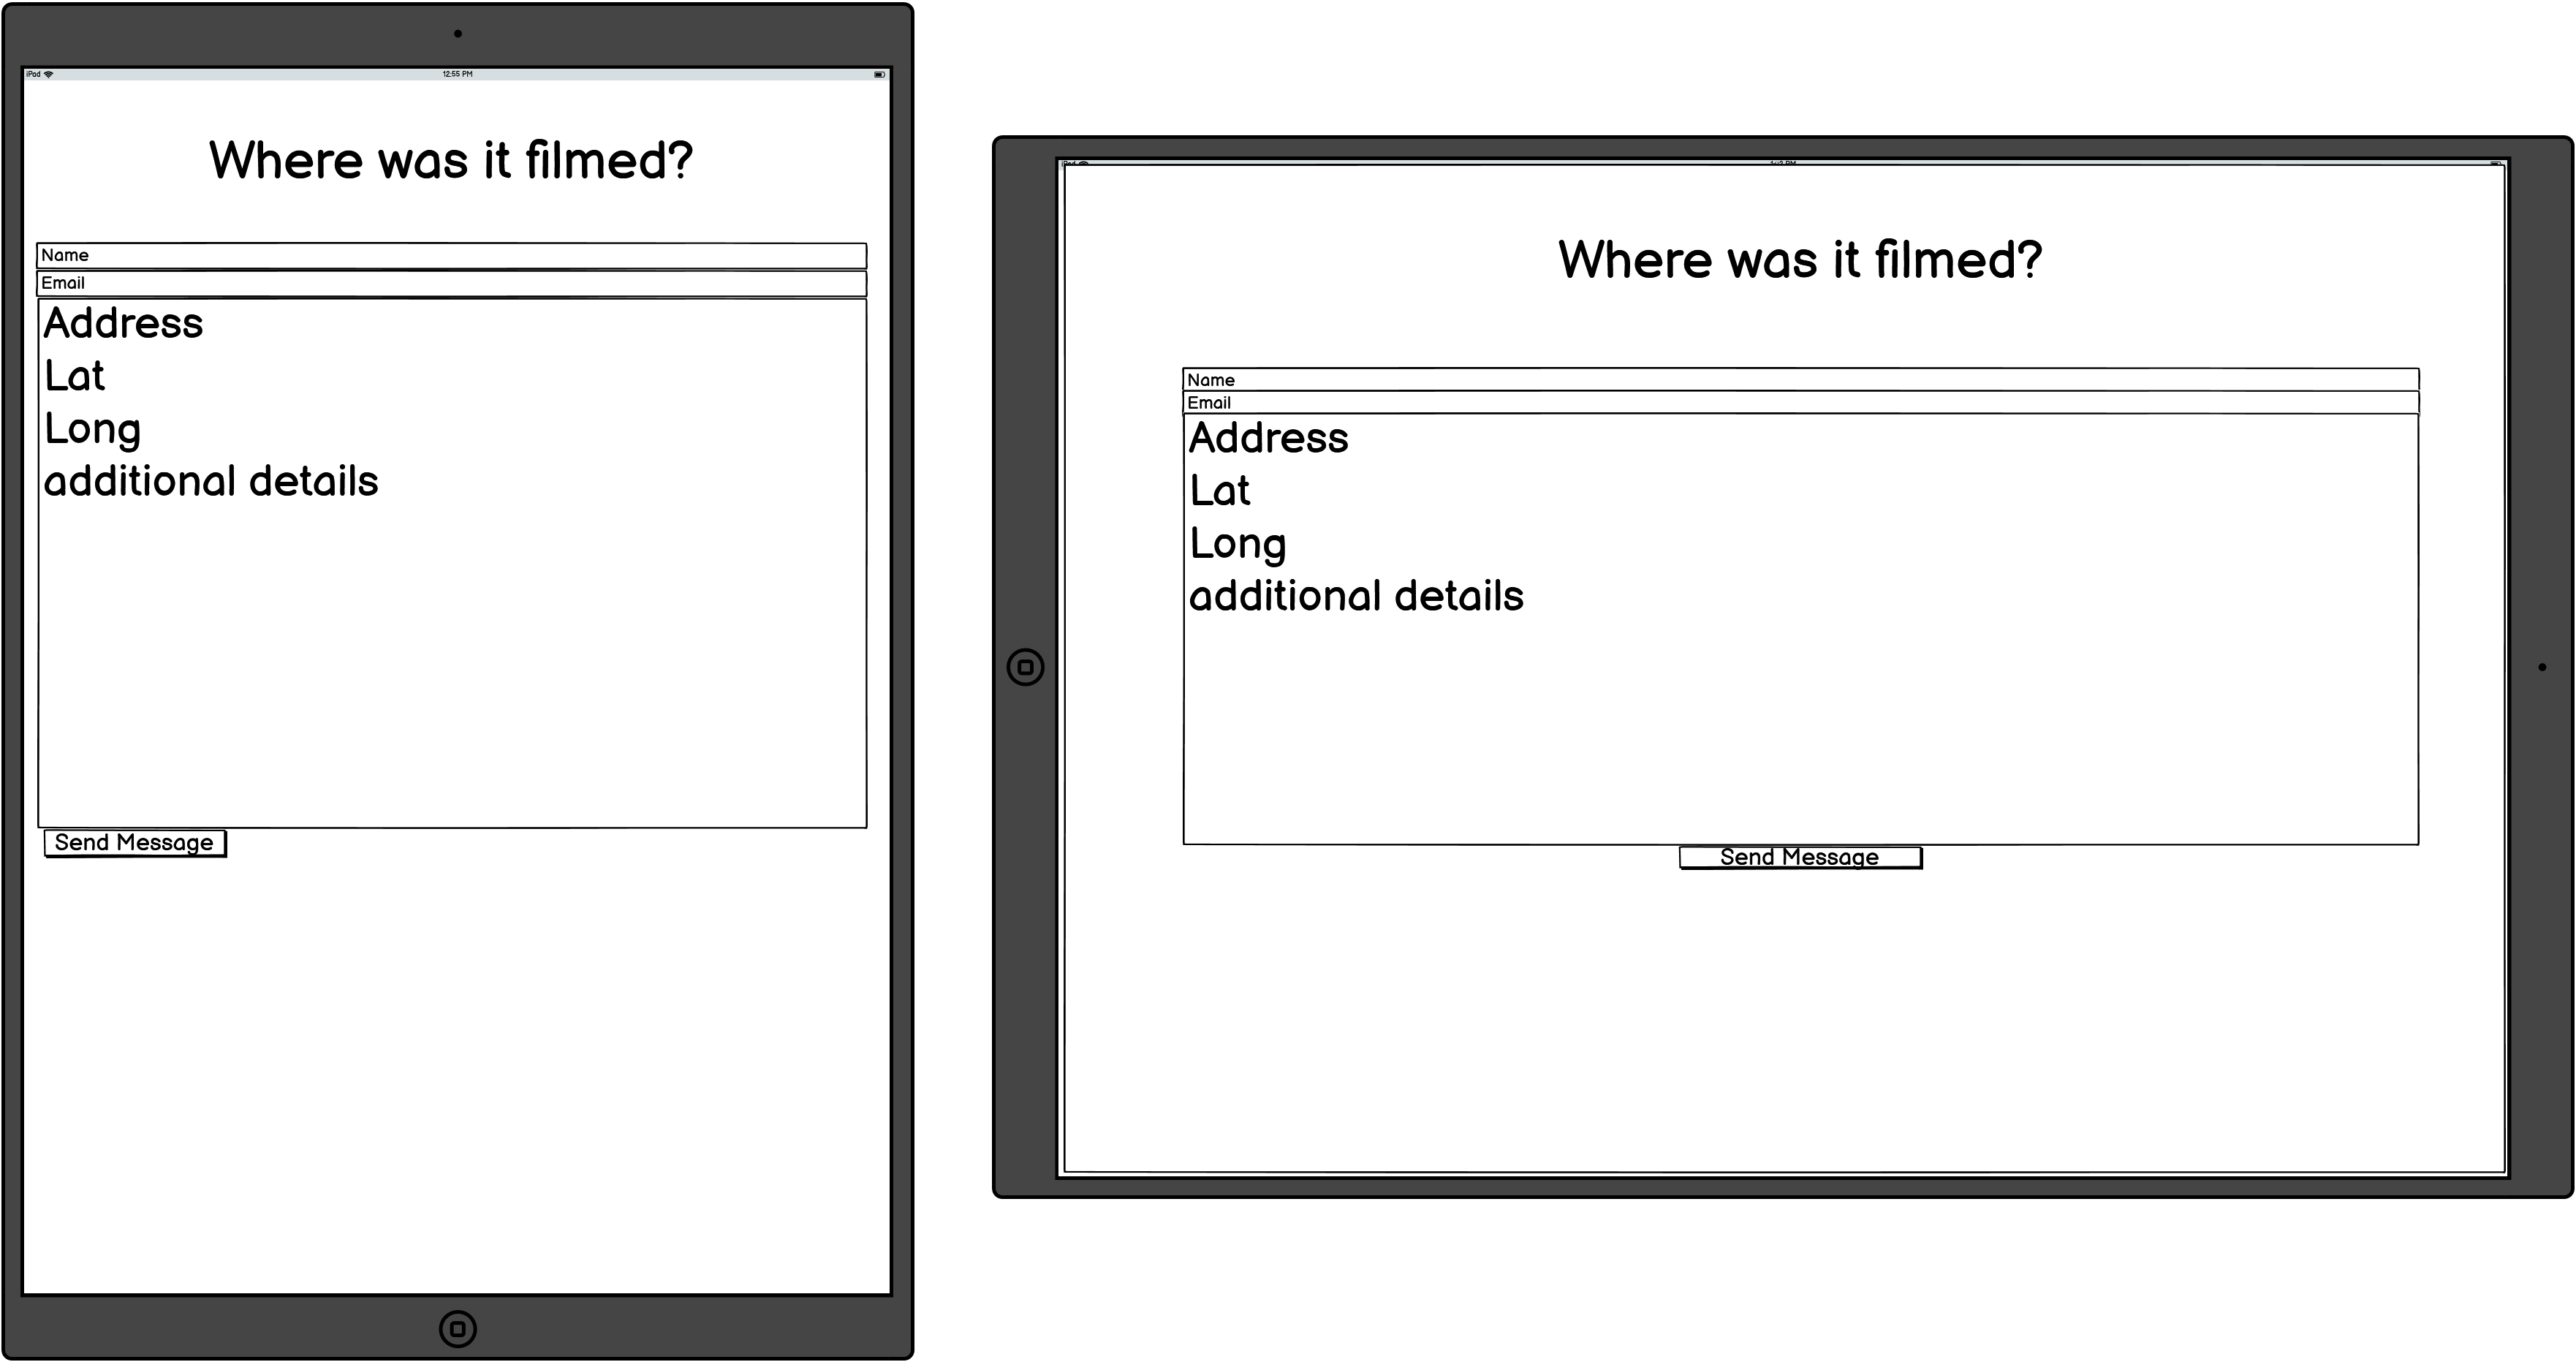 iPad
12:55 PM
Where was it filmed?
Name
Email
Address
Lat
Long
additional details
Send Message
Where was it filmed?
Name
Email
Address
Lat
Long
additional details
Send Message